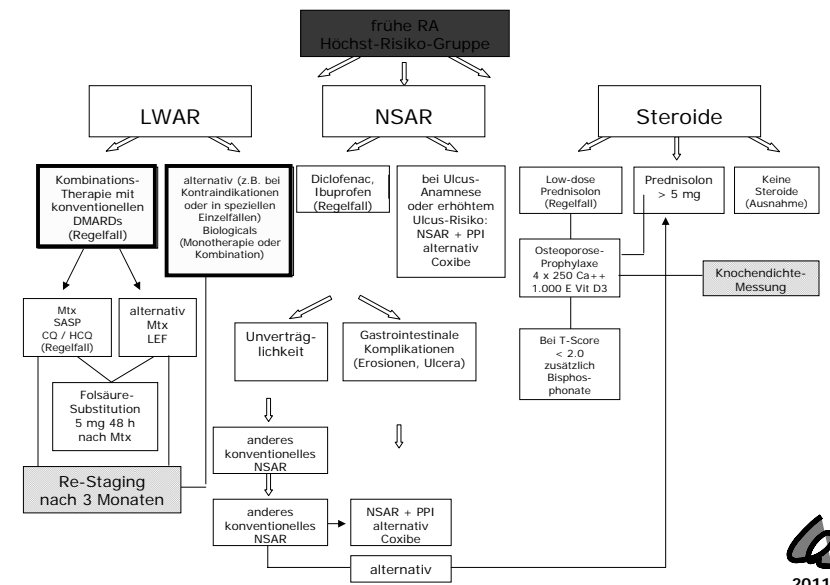 frühe RA
Höchst-Risiko-Gruppe
LWAR
NSAR
Steroide
Kombinations-
Therapie mit
konventionellen
DMARDs
(Regelfall)
alternativ (z.B. bei
Kontraindikationen
oder in speziellen
Einzelfällen)
Biologicals
(Monotherapie oder
Kombination)
Diclofenac,
Ibuprofen
(Regelfall)
bei Ulcus-
Anamnese
oder erhöhtem
Ulcus-Risiko:
NSAR + PPI
alternativ
Coxibe
Low-dose
Prednisolon
(Regelfall)
Prednisolon
> 5 mg
Keine
Steroide
(Ausnahme)
Osteoporose-
Prophylaxe
4 x 250 Ca++
1.000 E Vit D3
Knochendichte-
Messung
Mtx
SASP
CQ / HCQ
(Regelfall)
alternativ
Mtx
LEF
Unverträg-
lichkeit
Gastrointestinale
Komplikationen
(Erosionen, Ulcera)
Bei T-Score
< 2.0
zusätzlich
Bisphos-
phonate
Folsäure-
Substitution
5 mg 48 h
nach Mtx
anderes
konventionelles
NSAR
Re-Staging
nach 3 Monaten
anderes
konventionelles
NSAR
NSAR + PPI
alternativ
Coxibe
alternativ
2011